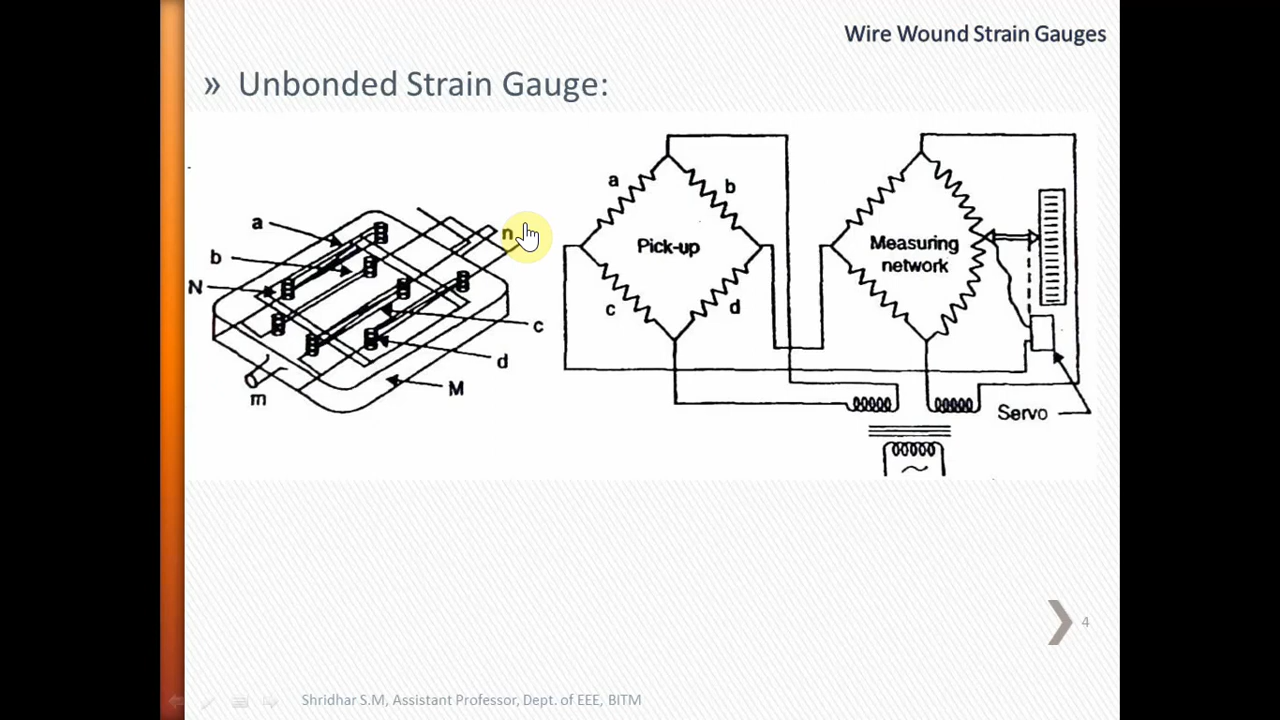 Wire Wound Strain Gauges
» Unbonded Strain Gauge:
a
b
N
n
c
d
M
m
a
b
Pick-up
c
d
Measuring
network
Servo
4
Shridhar S.M, Assistant Professor, Dept. of EEE, BITM